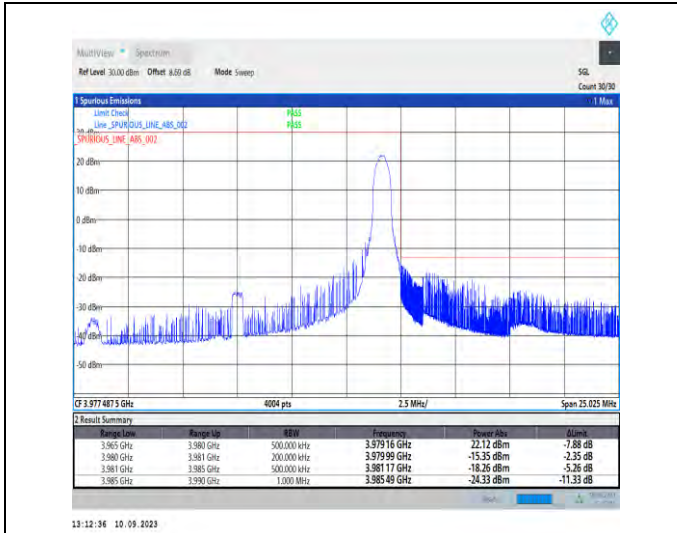 MultiView Spectrum
Ref Level 30.00 dBm Offset 8.69 dB Mode Sweep SGL
Count 30/30
1 Spurious Emissions 1 Max
Limit Check PASS
Line _SPURIOUS_LINE_ABS_002 PASS
_SPURIOUS_LINE_ABS_002
20 dBm
10 dBm
0 dBm
-10 dBm
-20 dBm
-30 dBm
-40 dBm
-50 dBm
CF 3.977 487 5 GHz 4004 pts 2.5 MHz/ Span 25.025 MHz
2 Result Summary
Range Low Range Up RBW Frequency Power Abs ΔLimit
3.965 GHz 3.980 GHz 500.000 kHz 3.979 16 GHz 22.12 dBm -7.88 dB
3.980 GHz 3.981 GHz 200.000 kHz 3.979 99 GHz -15.35 dBm -2.35 dB
3.981 GHz 3.985 GHz 500.000 kHz 3.981 17 GHz -18.26 dBm -5.26 dB
3.985 GHz 3.990 GHz 1.000 MHz 3.985 49 GHz -24.33 dBm -11.33 dB
13:12:36 10.09.2023